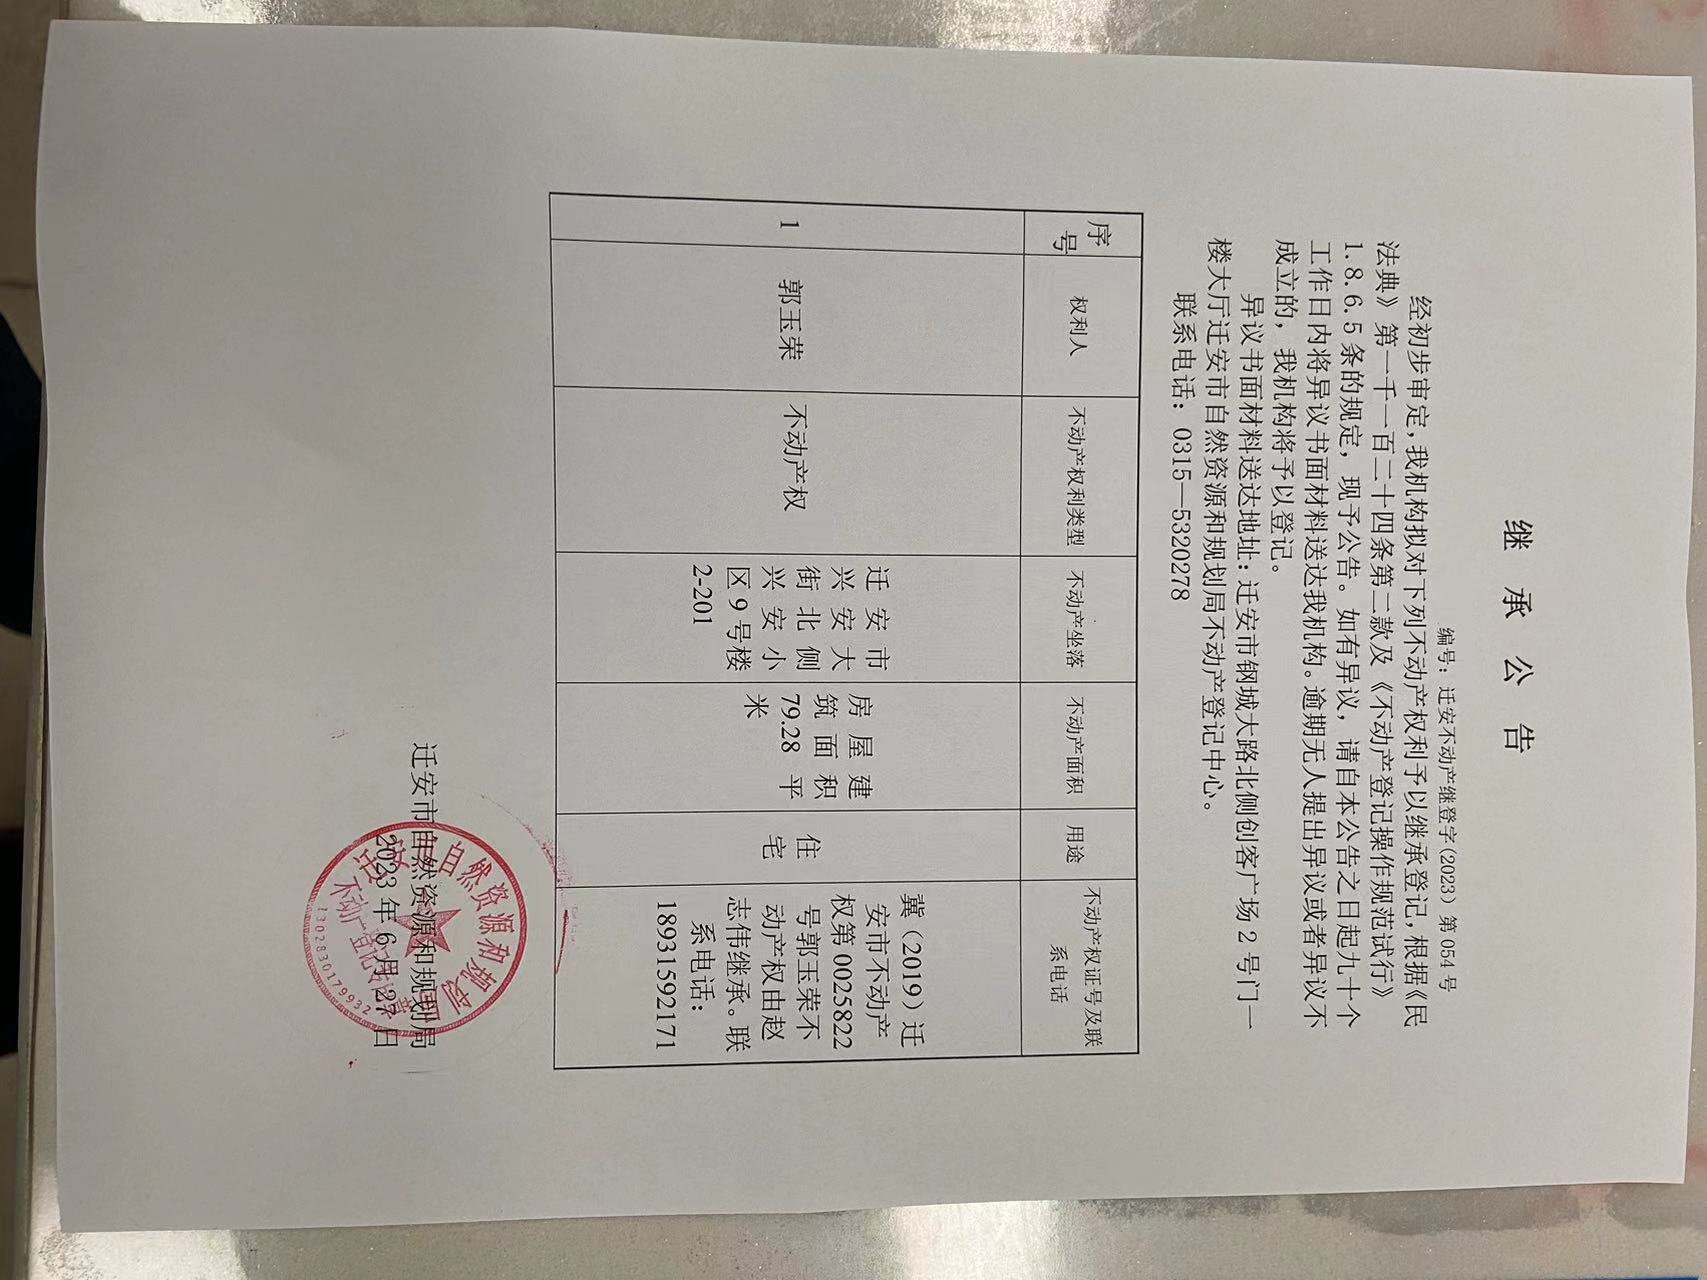 继承公告
编号：迁安不动产继登字（2023）第 054 号
经初步审定，我机构拟对下列不动产权利予以继承登记，根据《民
法典》第一千一百二十四条第二款及《不动产登记操作规范试行》
1.8.6.5 条的规定，现予公告。如有异议，请自本公告之日起九十个
工作日内将异议书面材料送达我机构。逾期无人提出异议或者异议不
成立的，我机构将予以登记。
异议书面材料送达地址：迁安市钢城大路北侧创客广场 2 号门一
楼大厅迁安市自然资源和规划局不动产登记中心。
联系电话：0315—5320278
序
号
权利人
不动产权利类型
不动产坐落
不动产面积
用途
不动产权证号及联
系电话
1
郭玉荣
不动产权
迁安市
兴安大
街北侧
兴安小
区 9 号楼
2-201
房屋建
筑面积
79.28 平
米
住
宅
冀（2019）迁
安市不动产
权第 0025822
号郭玉荣不
动产权由赵
志伟继承。联
系电话：
18931592171
迁安市自然资源和规划局
2023 年 6 月 27 日
1302830179932